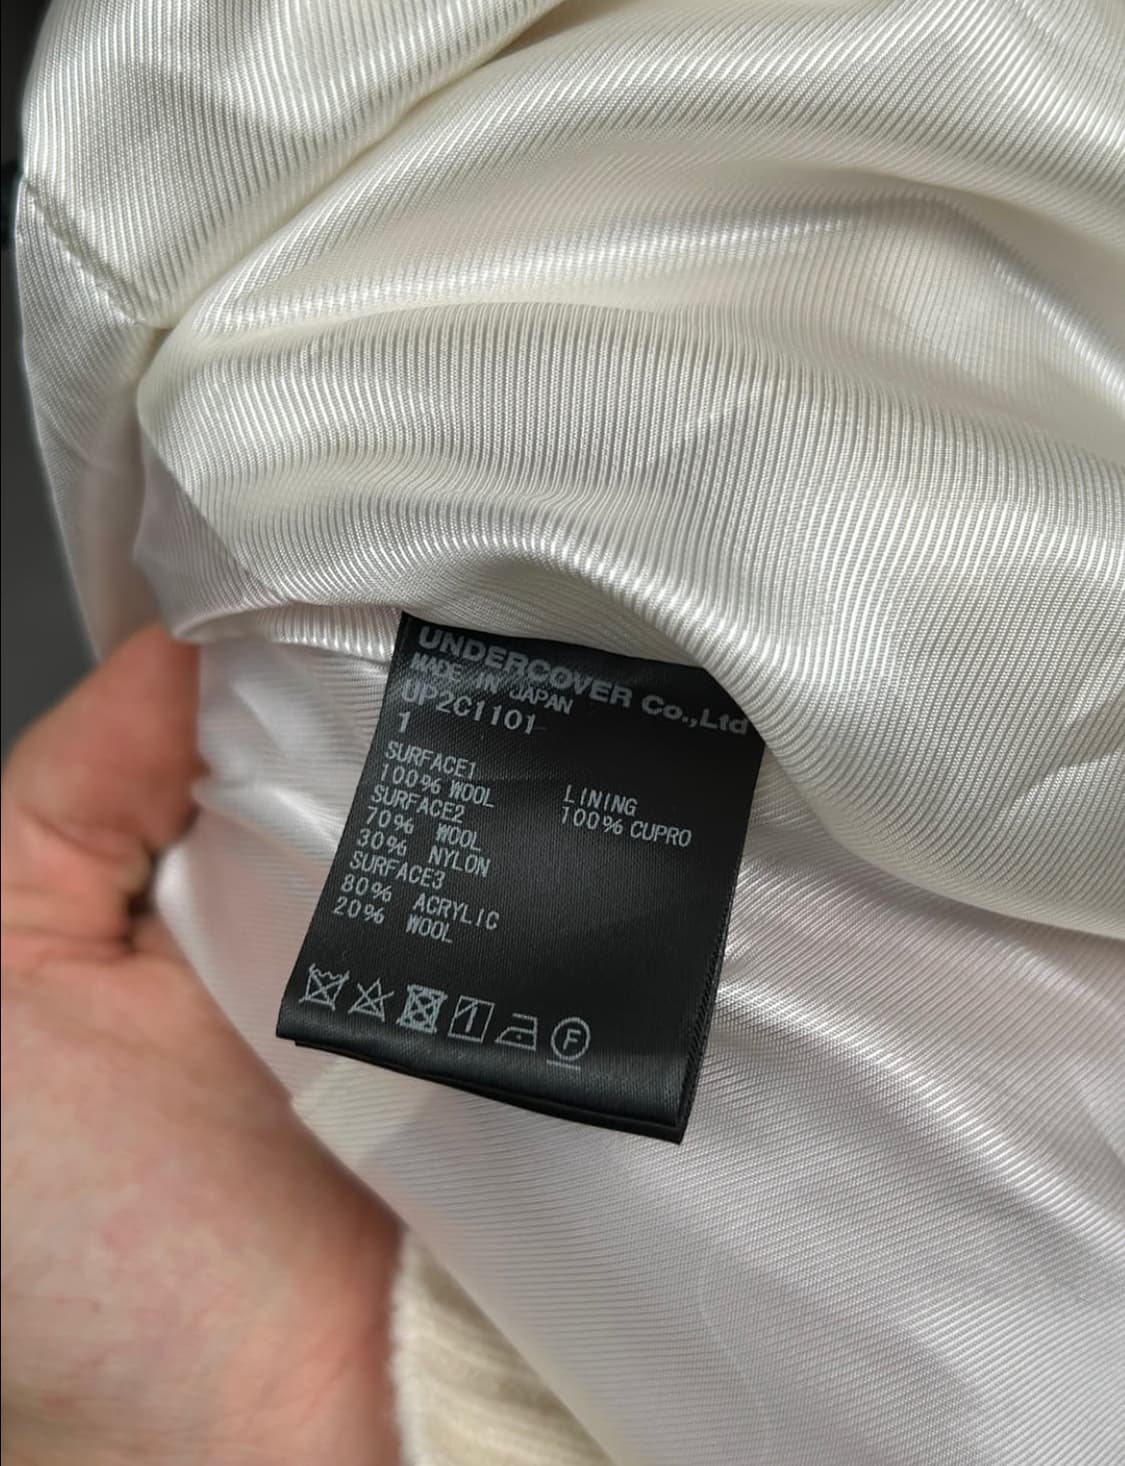 UNDERCOVER Co.,Ltd
MADE IN JAPAN
UP2C1101
1
SURFACE1
100% WOOL
SURFACE2
70% WOOL
30% NYLON
SURFACE3
80% ACRYLIC
20% WOOL
LINING
100% CUPRO
1
F